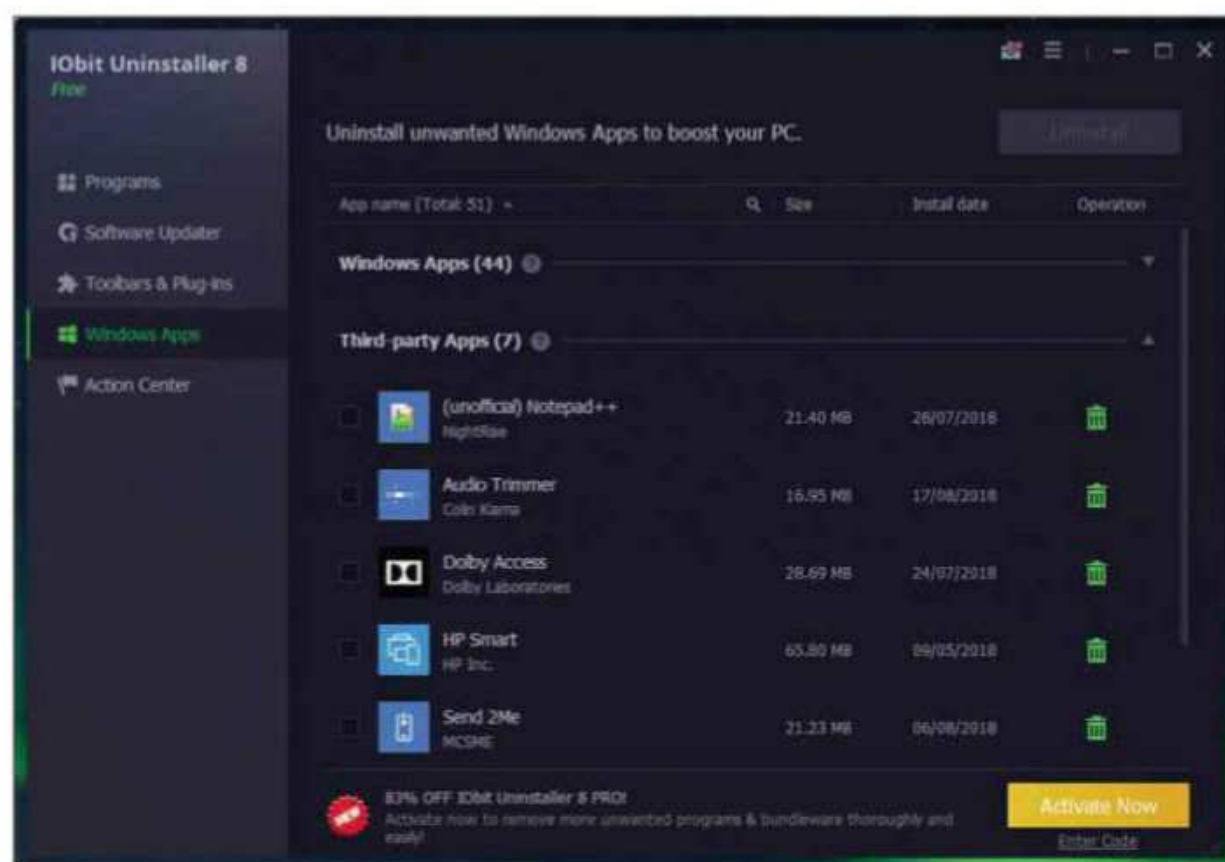 IObit Uninstaller 8
Free
Programs
Software Updater
Toolbars & Plug-ins
Windows Apps
Action Center
Uninstall unwanted Windows Apps to boost your PC.
Uninstall
App name (Total: 51) Size Install date Operation
Windows Apps (44)
Third-party Apps (7)
(unofficial) Notepad++
21.40 MB 28/07/2018
NightRise
Audio Trimmer
16.95 MB 17/08/2018
Colin Kiama
Dolby Access
28.69 MB 24/07/2018
Dolby Laboratories
HP Smart
65.80 MB 09/05/2018
HP Inc.
Send 2Me
21.23 MB 06/08/2018
MCSME
NEW
83% OFF IObit Uninstaller 8 PRO!
Activate now to remove more unwanted programs & bundleware thoroughly and
easily!
Activate Now
Enter Code